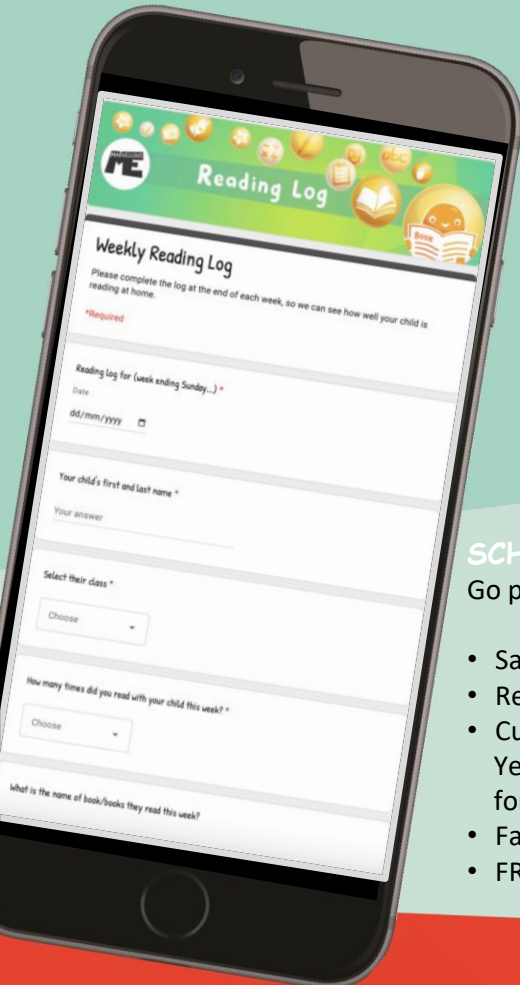 MARVELLOUS
ME
Reading Log
Weekly Reading Log
Please complete the log at the end of each week, so we can see how well your child is
reading at home.
*Required
Reading log for (week ending Sunday...) *
Date
dd/mm/yyyy
Your child's first and last name *
Your answer
Select their class *
Choose
How many times did you read with your child this week? *
Choose
What is the name of book/books they read this week?
abC
BOOK
SCH
Go p
• Sa
• Re
• Cu
Ye
fo
• Fa
• FR